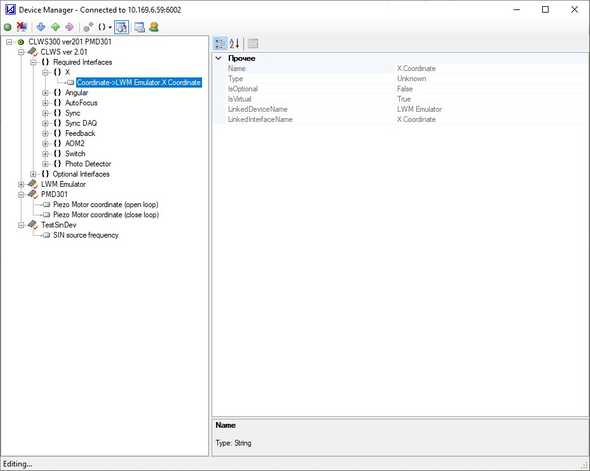 Device Manager - Connected to 10.169.6.59:6002
CLWS300 ver201 PMD301
CLWS ver 2.01
{ } Required Interfaces
{ } X
Coordinate->LWM Emulator.X Coordinate
{ } Angular
{ } AutoFocus
{ } Sync
{ } Sync DAQ
{ } Feedback
{ } AOM2
{ } Switch
{ } Photo Detector
{ } Optional Interfaces
LWM Emulator
PMD301
Piezo Motor coordinate (open loop)
Piezo Motor coordinate (close loop)
TestSinDev
SIN source frequency
Прочее
Name X Coordinate
Type Unknown
IsOptional False
IsVirtual True
LinkedDeviceName LWM Emulator
LinkedInterfaceName X Coordinate
Name
Type: String
Editing...